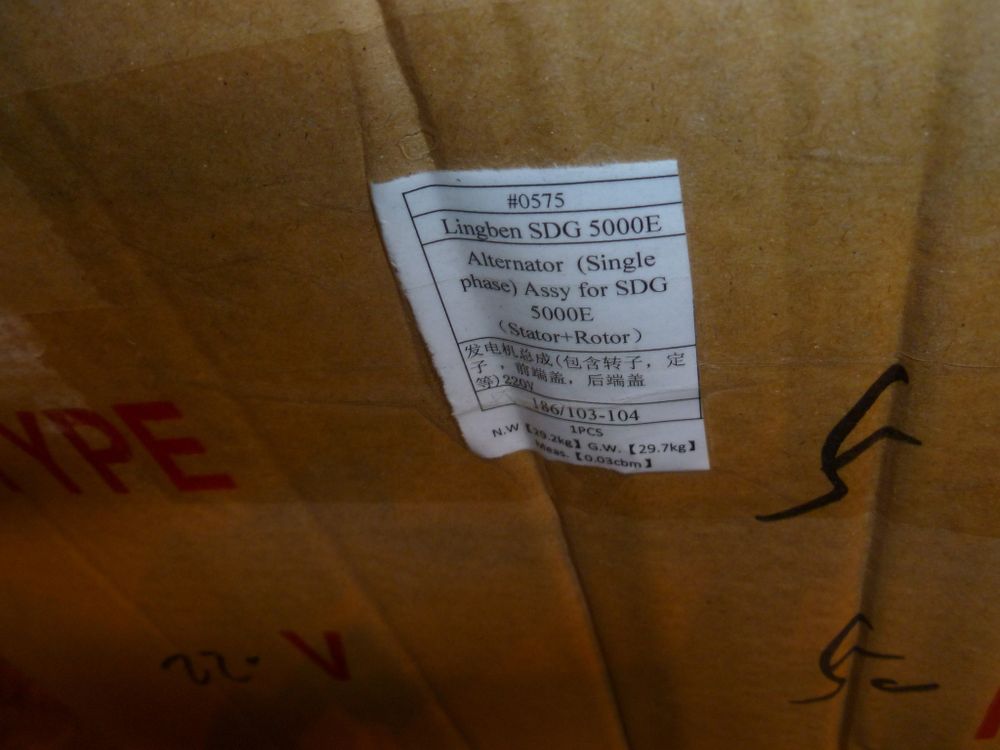 #0575
Lingben SDG 5000E
Alternator (Single
phase) Assy for SDG
5000E
(Stator+Rotor)
发电机总成(包含转子，定
子，前端盖，后端盖
等) 220V
186/103-104
1PCS
N.W【29.2kg】G.W.【29.7kg】
Meas.【0.03cbm】
TYPE
220 V